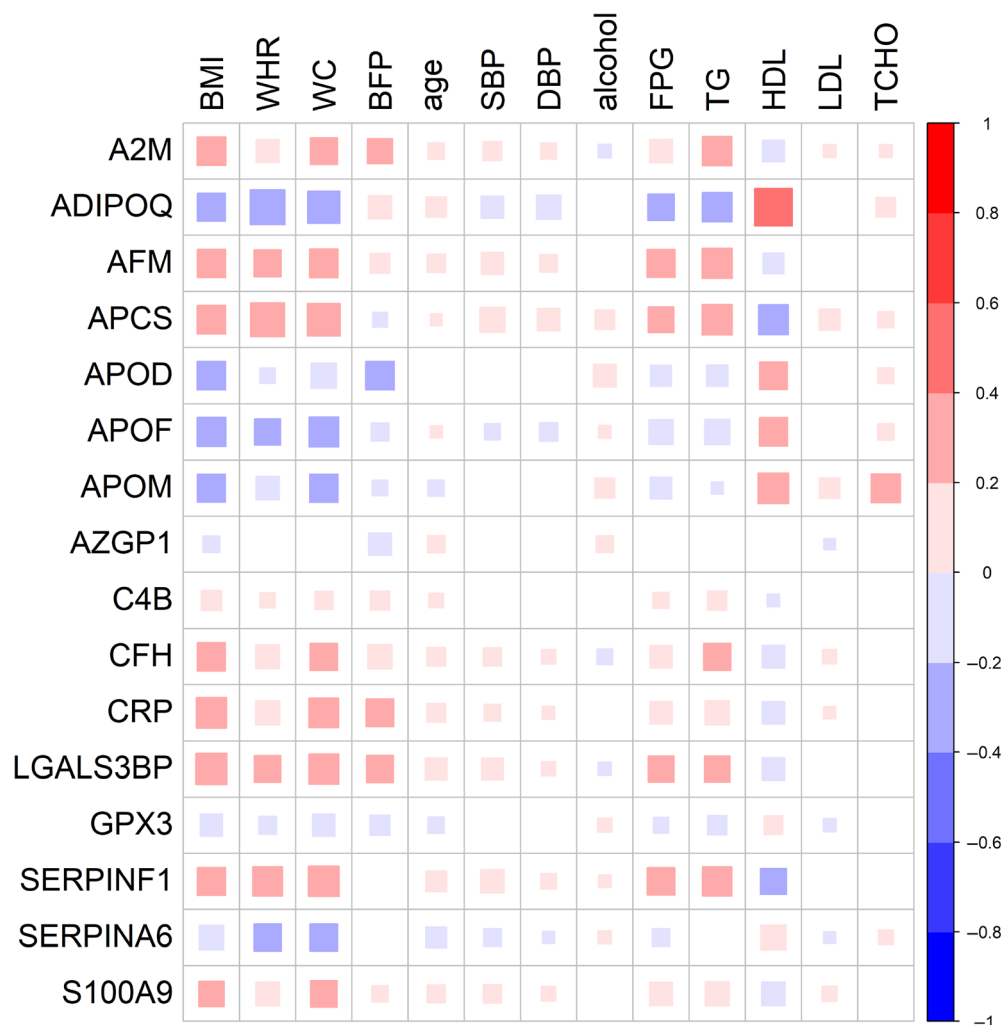 BMI WHR WC BFP age SBP DBP alcohol FPG TG HDL LDL TCHO
A2M
ADIPOQ
AFM
APCS
APOD
APOF
APOM
AZGP1
C4B
CFH
CRP
LGALS3BP
GPX3
SERPINF1
SERPINA6
S100A9
1
0.8
0.6
0.4
0.2
0
−0.2
−0.4
−0.6
−0.8
−1